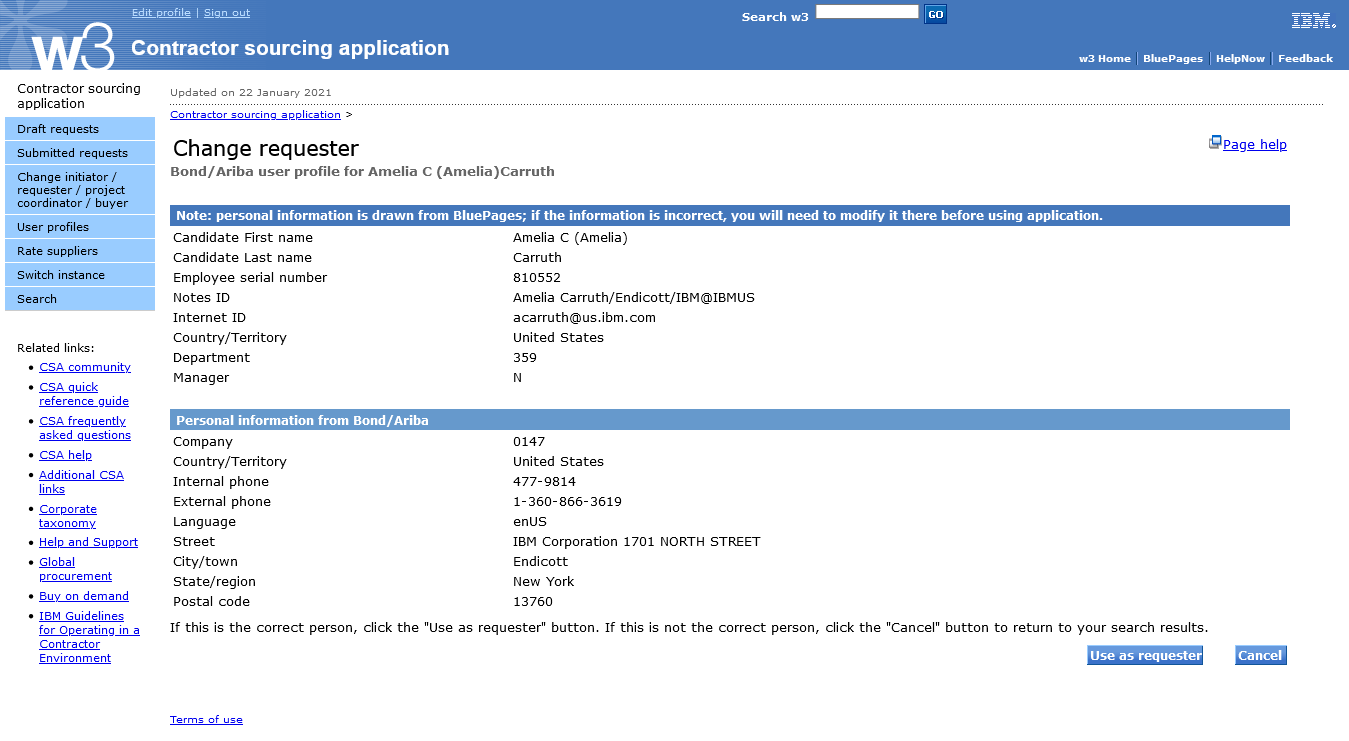 Edit profile | Sign out
Search w3
GO
IBM
w3
Contractor sourcing application
w3 Home
BluePages
HelpNow
Feedback
Contractor sourcing
application
Draft requests
Submitted requests
Change initiator /
requester / project
coordinator / buyer
User profiles
Rate suppliers
Switch instance
Search
Related links:
CSA community
CSA quick
reference guide
CSA frequently
asked questions
CSA help
Additional CSA
links
Corporate
taxonomy
Help and Support
Global
procurement
Buy on demand
IBM Guidelines
for Operating in a
Contractor
Environment
Updated on 22 January 2021
Contractor sourcing application >
Change requester
Page help
Bond/Ariba user profile for Amelia C (Amelia)Carruth
Note: personal information is drawn from BluePages; if the information is incorrect, you will need to modify it there before using application.
Candidate First name Amelia C (Amelia)
Candidate Last name Carruth
Employee serial number 810552
Notes ID Amelia Carruth/Endicott/IBM@IBMUS
Internet ID acarruth@us.ibm.com
Country/Territory United States
Department 359
Manager N
Personal information from Bond/Ariba
Company 0147
Country/Territory United States
Internal phone 477-9814
External phone 1-360-866-3619
Language enUS
Street IBM Corporation 1701 NORTH STREET
City/town Endicott
State/region New York
Postal code 13760
If this is the correct person, click the "Use as requester" button. If this is not the correct person, click the "Cancel" button to return to your search results.
Use as requester
Cancel
Terms of use